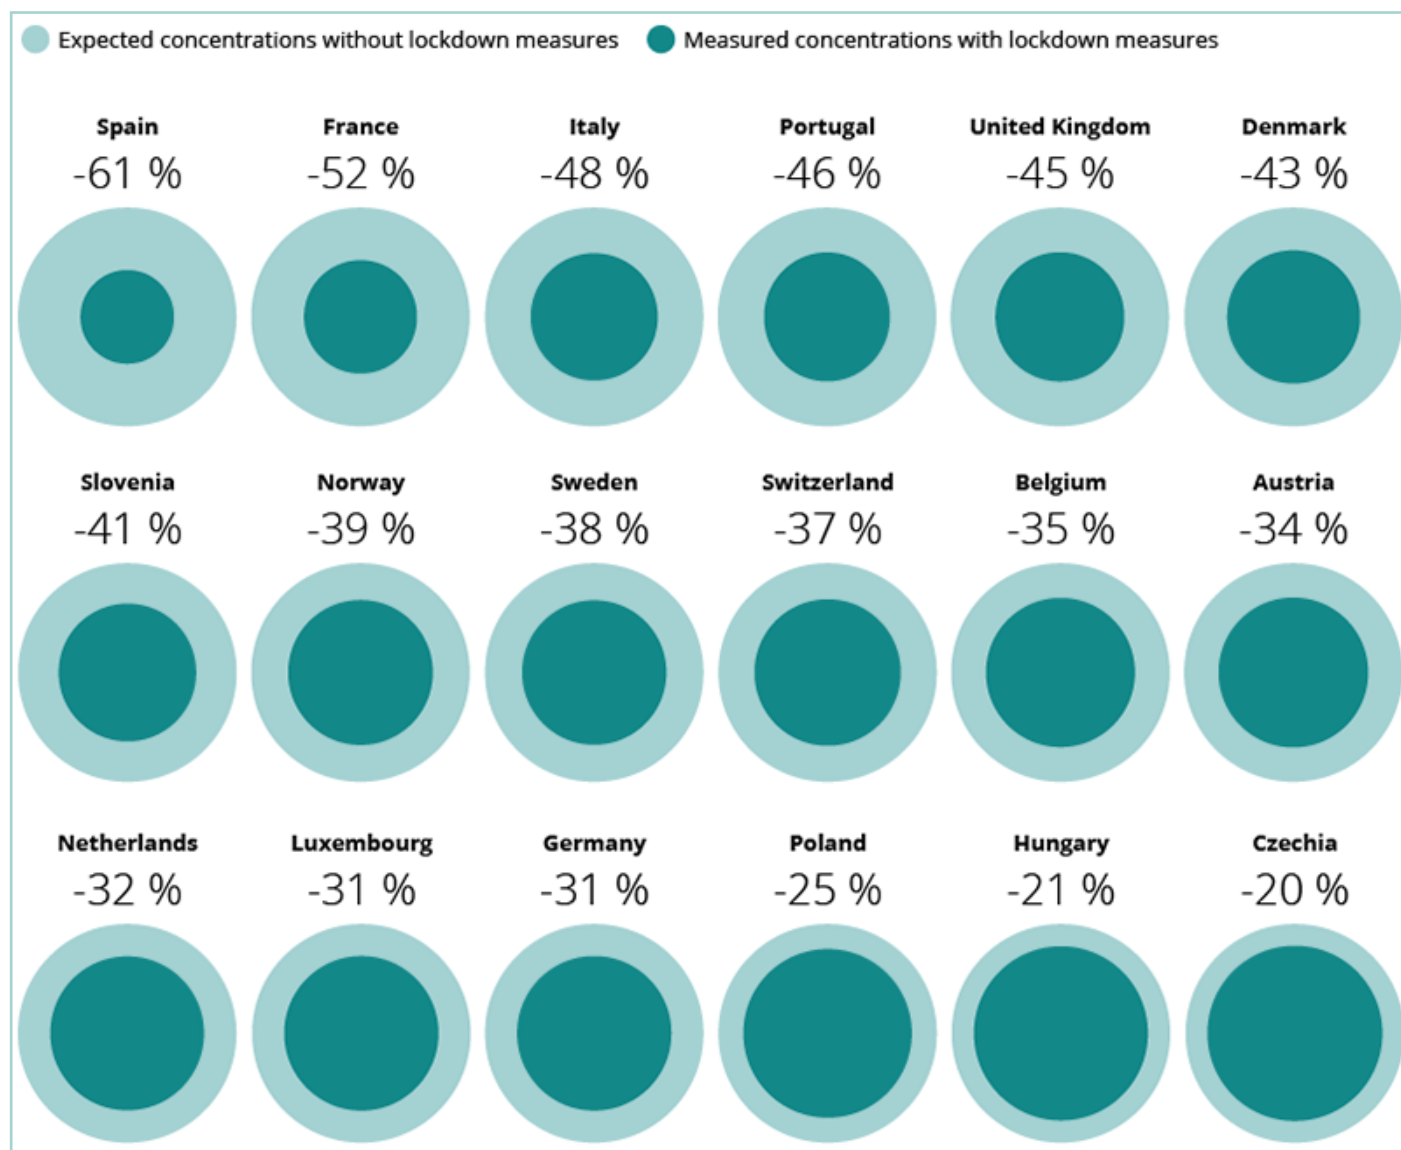 Expected concentrations without lockdown measures Measured concentrations with lockdown measures
Spain France Italy Portugal United Kingdom Denmark
-61 % -52 % -48 % -46 % -45 % -43 %
Slovenia Norway Sweden Switzerland Belgium Austria
-41 % -39 % -38 % -37 % -35 % -34 %
Netherlands Luxembourg Germany Poland Hungary Czechia
-32 % -31 % -31 % -25 % -21 % -20 %